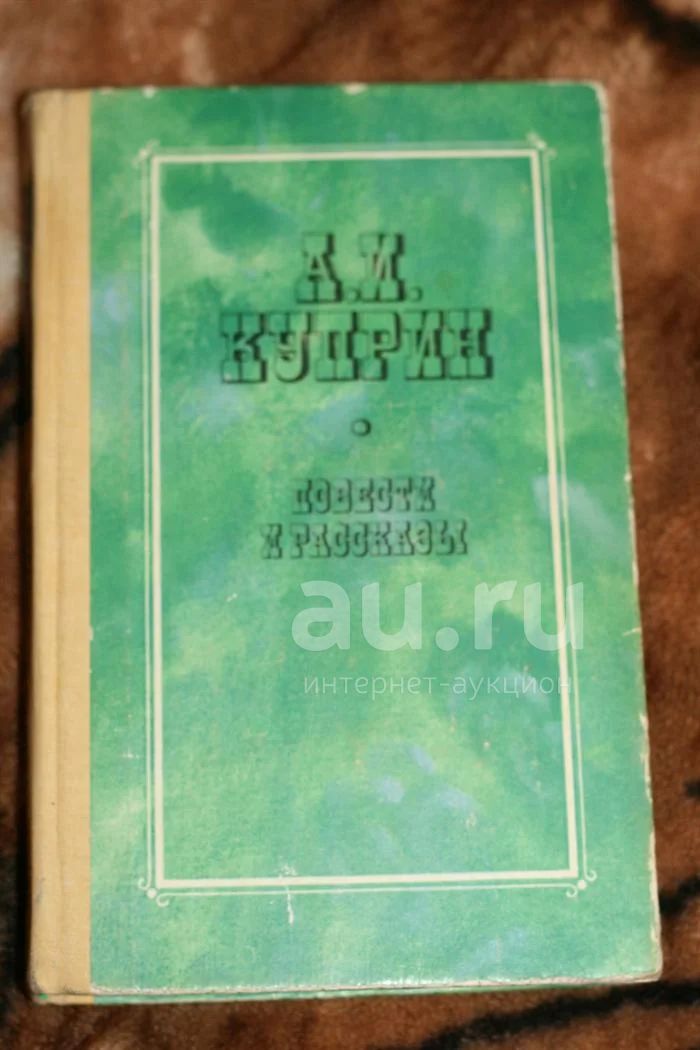 А.И.
КУПРИН
ПОВЕСТИ
И РАССКАЗЫ
au.ru
интернет-аукцион